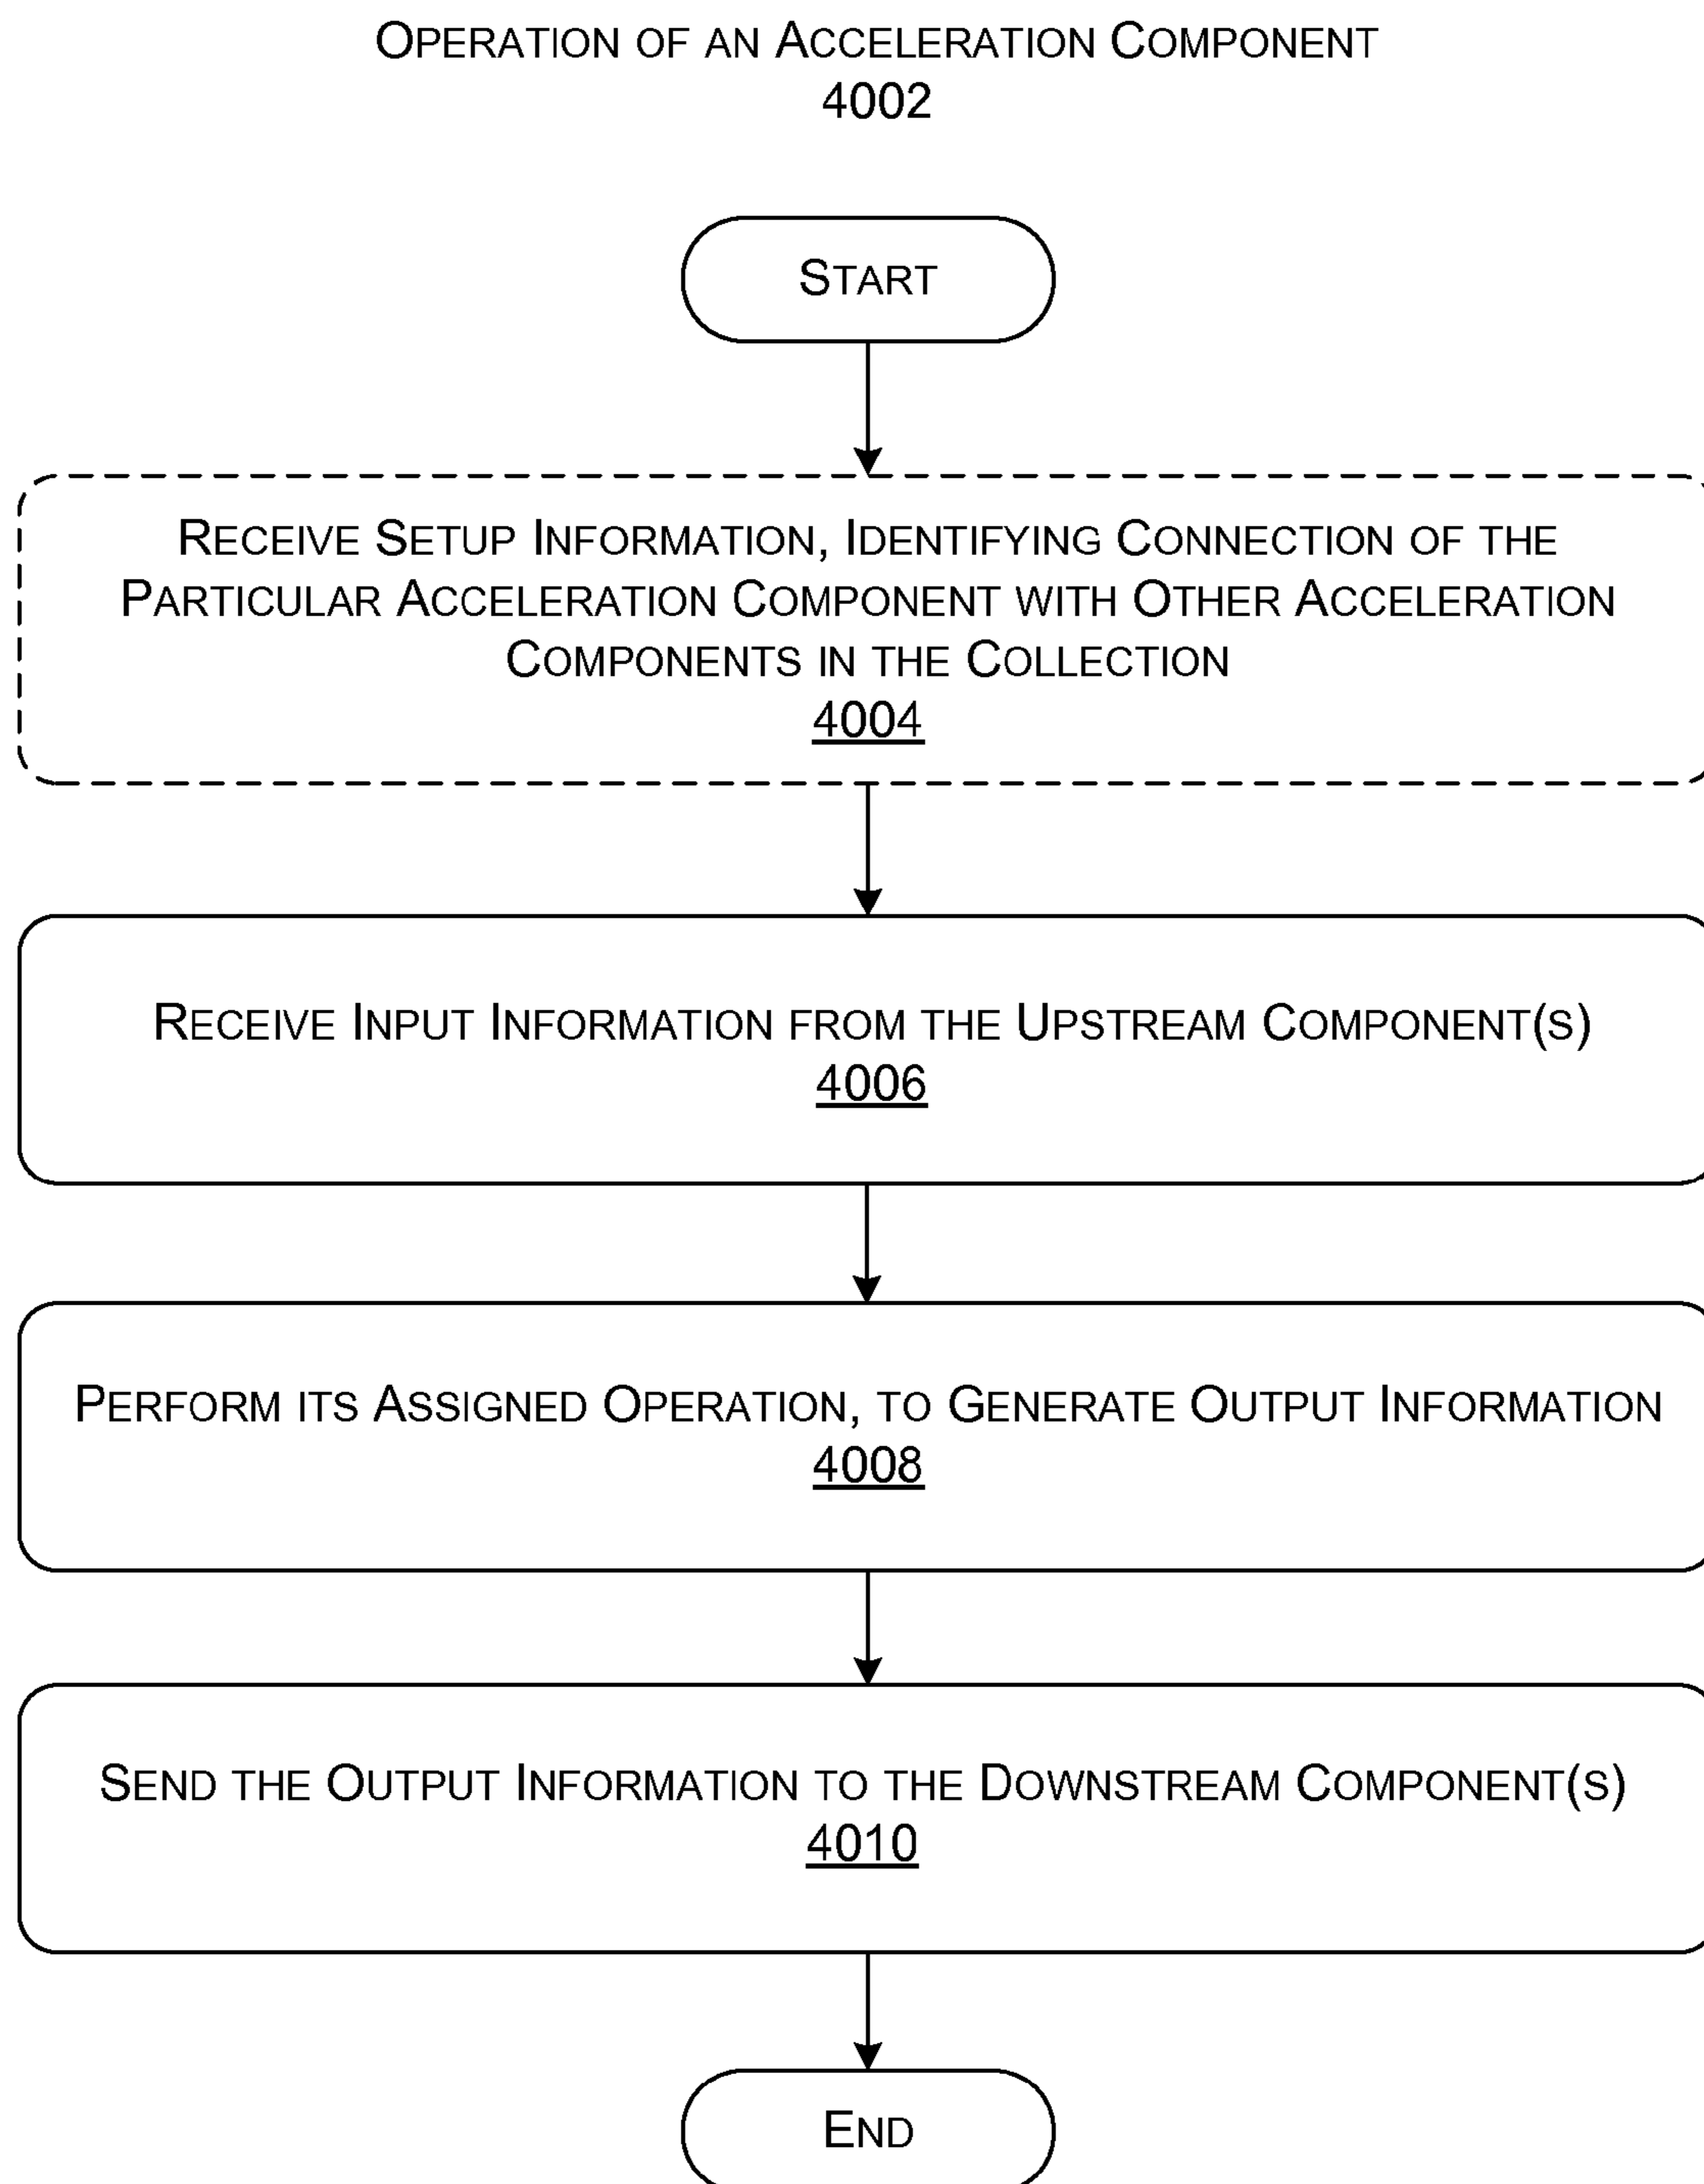 OPERATION OF AN ACCELERATION COMPONENT
4002
START
RECEIVE SETUP INFORMATION, IDENTIFYING CONNECTION OF THE
PARTICULAR ACCELERATION COMPONENT WITH OTHER ACCELERATION
COMPONENTS IN THE COLLECTION
4004
RECEIVE INPUT INFORMATION FROM THE UPSTREAM COMPONENT(S)
4006
PERFORM ITS ASSIGNED OPERATION, TO GENERATE OUTPUT INFORMATION
4008
SEND THE OUTPUT INFORMATION TO THE DOWNSTREAM COMPONENT(S)
4010
END